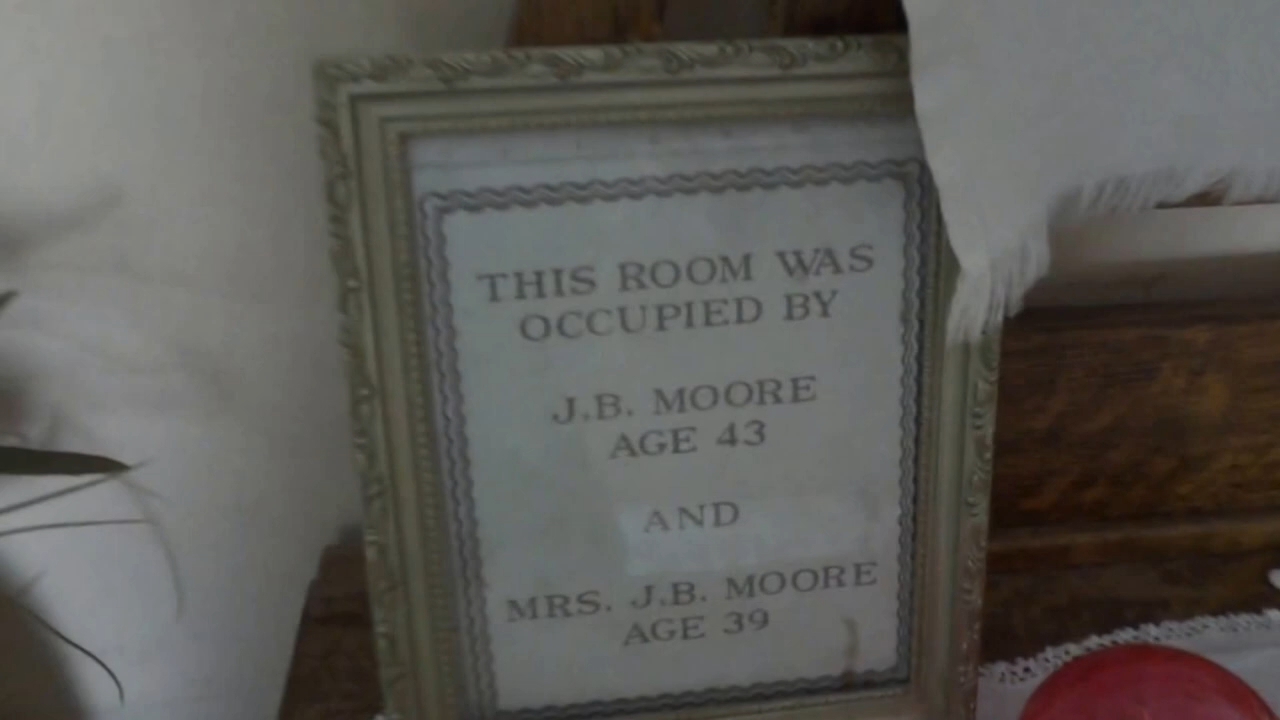 THIS ROOM WAS
OCCUPIED BY
J.B. MOORE
AGE 43
AND
MRS. J.B. MOORE
AGE 39